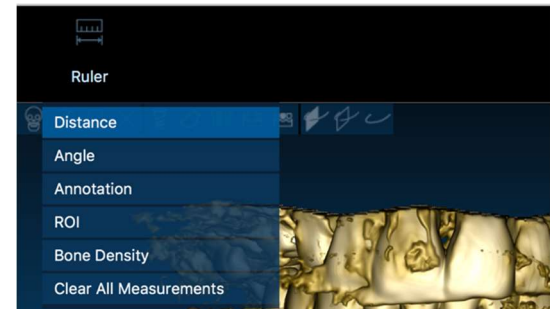 Ruler
Distance
Angle
Annotation
ROI
Bone Density
Clear All Measurements